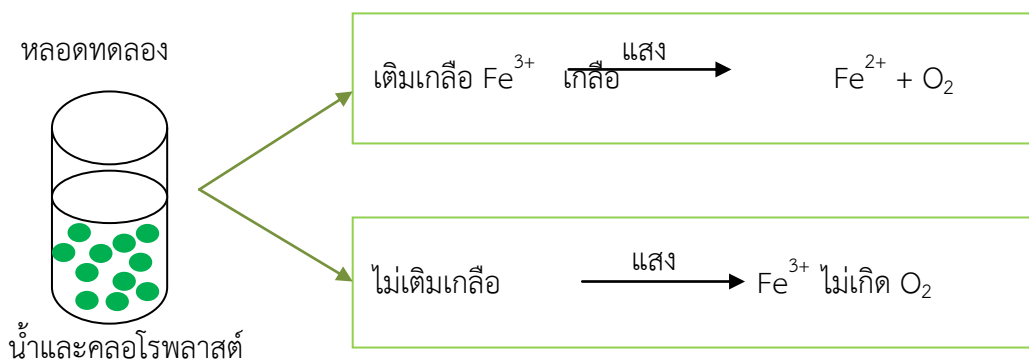 หลอดทดลอง
แสง
เติมเกลือ Fe³⁺ เกลือ Fe²⁺ + O₂
แสง
ไม่เติมเกลือ Fe³⁺ ไม่เกิด O₂
น้ำและคลอโรพลาสต์